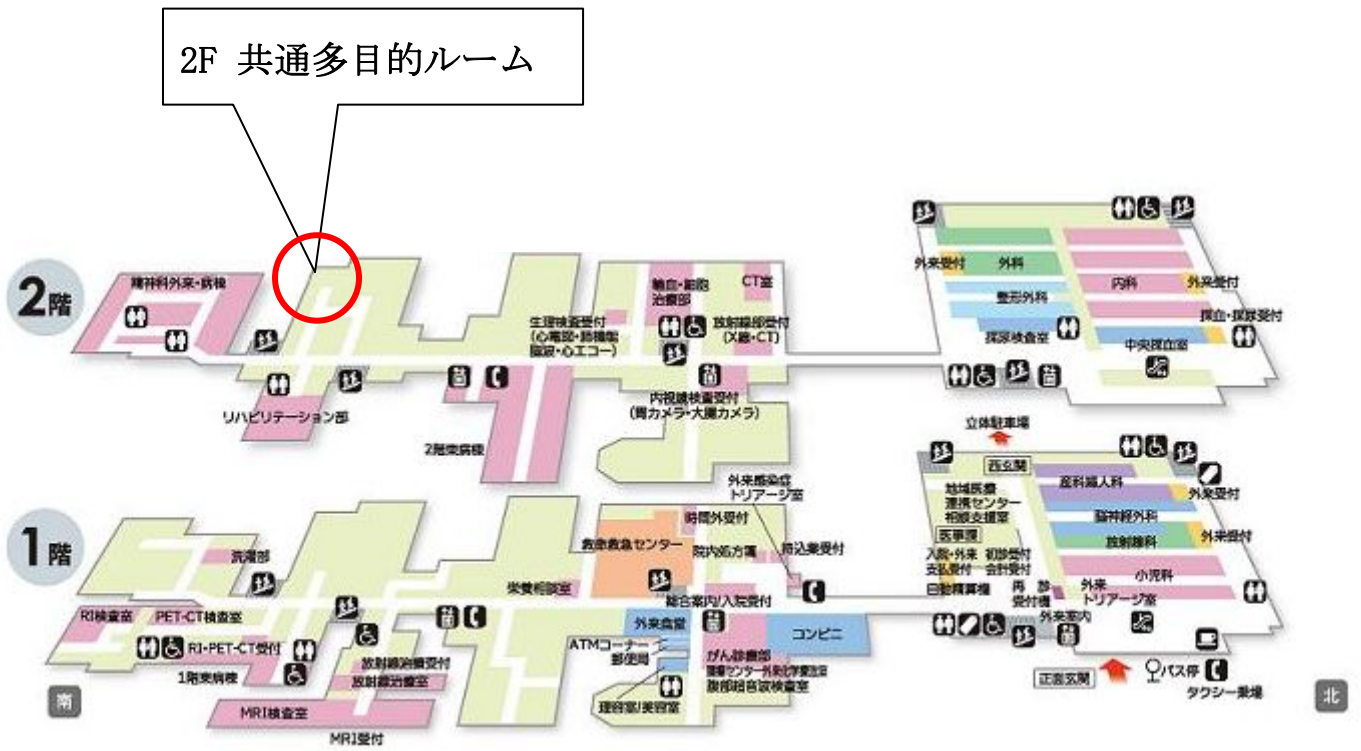 2F 共通多目的ルーム
2階
精神科外来・病棟
リハビリテーション部
2階東病棟
生理検査受付
(心電図・肺機能
脳波・心エコー)
輸血・細胞
治療部
CT室
放射線部受付
(X線・CT)
内視鏡検査受付
(胃カメラ・大腸カメラ)
外来受付
外科
整形外科
採尿検査室
内科
外来受付
採血・採尿受付
中央採血室
立体駐車場
1階
洗濯部
RI検査室
PET-CT検査室
RI・PET-CT受付
1階東病棟
放射線治療受付
放射線治療室
MRI検査室
MRI受付
栄養相談室
救命救急センター
時間外受付
外来感染症
トリアージ室
院内処方薬
時込業受付
総合案内/入院受付
外来食堂
ATMコーナー
郵便局
理容室/美容室
コンビニ
がん診療部
腹部超音波検査室
西玄関
地域医療
連携センター
相談支援室
医事課
入院・外来
支払受付
初診受付
会計受付
自動精算機
再診
受付機
外来
トリアージ室
外来案内
産科婦人科
外来受付
脳神経外科
放射線科
外来受付
小児科
正面玄関
バス停
タクシー乗場
南
北